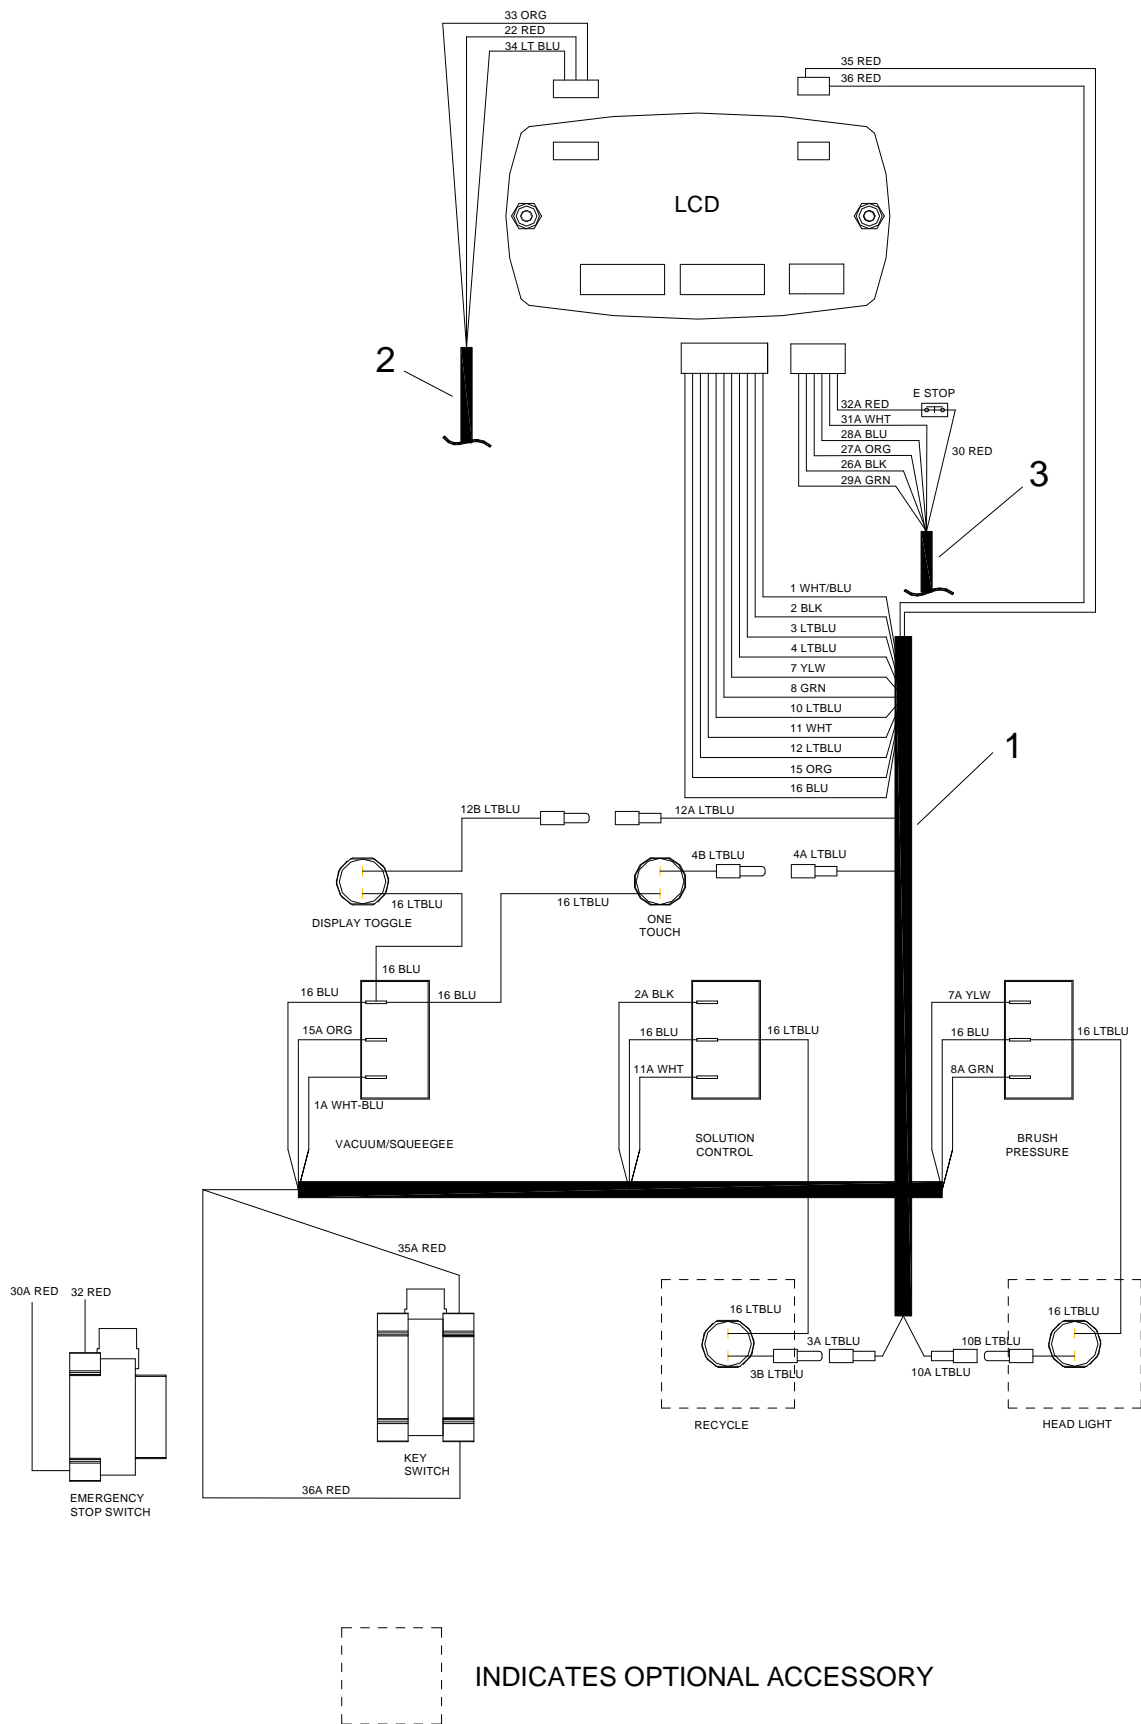 33 ORG
22 RED
34 LT BLU
35 RED
36 RED
LCD
2
E STOP
32A RED
31A WHT
28A BLU
27A ORG
30 RED
26A BLK
29A GRN
3
1 WHT/BLU
2 BLK
3 LTBLU
4 LTBLU
7 YLW
8 GRN
10 LTBLU
11 WHT
12 LTBLU
15 ORG
16 BLU
1
12B LTBLU
12A LTBLU
4B LTBLU
4A LTBLU
16 LTBLU
16 LTBLU
DISPLAY TOGGLE
ONE
TOUCH
16 BLU
16 BLU
16 BLU
2A BLK
7A YLW
15A ORG
16 BLU
16 LTBLU
16 BLU
16 LTBLU
11A WHT
8A GRN
1A WHT-BLU
VACUUM/SQUEEGEE
SOLUTION
CONTROL
BRUSH
PRESSURE
35A RED
30A RED
32 RED
16 LTBLU
16 LTBLU
3A LTBLU
10B LTBLU
3B LTBLU
10A LTBLU
RECYCLE
HEAD LIGHT
KEY
SWITCH
36A RED
EMERGENCY
STOP SWITCH
INDICATES OPTIONAL ACCESSORY